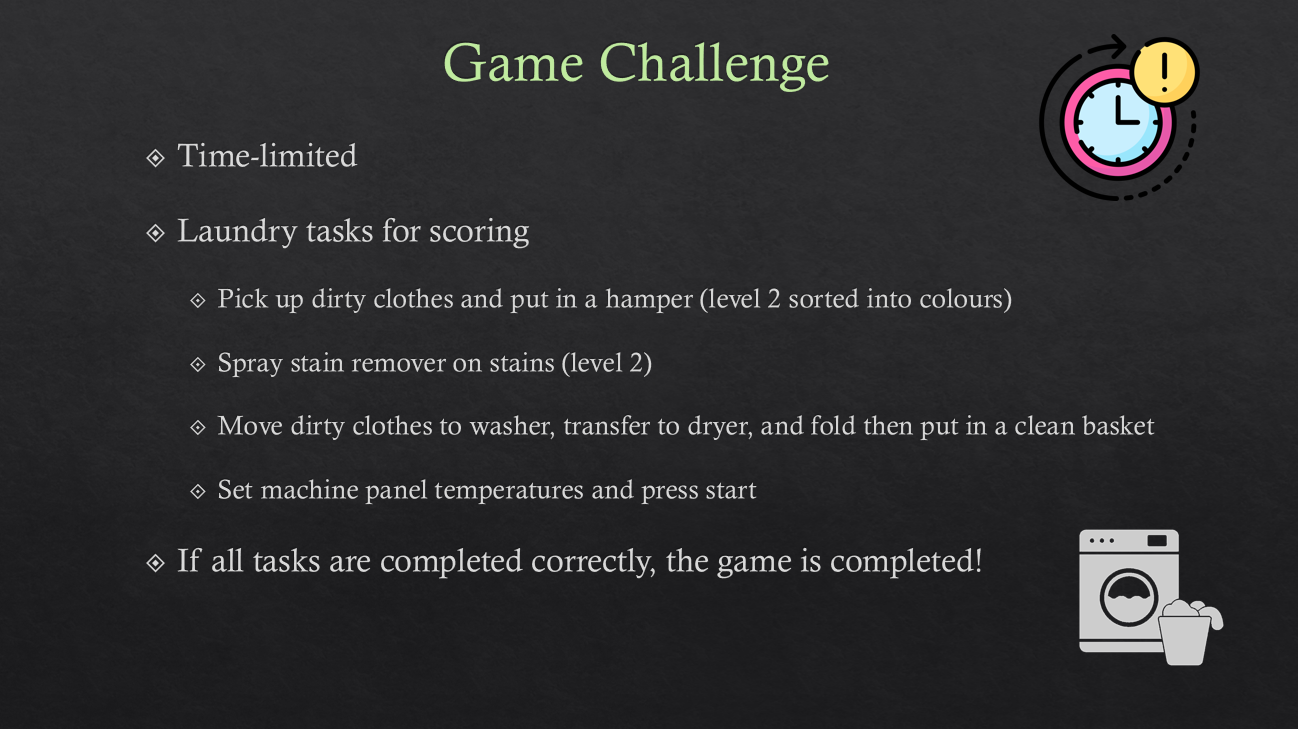 Game Challenge
Time-limited
Laundry tasks for scoring
Pick up dirty clothes and put in a hamper (level 2 sorted into colours)
Spray stain remover on stains (level 2)
Move dirty clothes to washer, transfer to dryer, and fold then put in a clean basket
Set machine panel temperatures and press start
If all tasks are completed correctly, the game is completed!